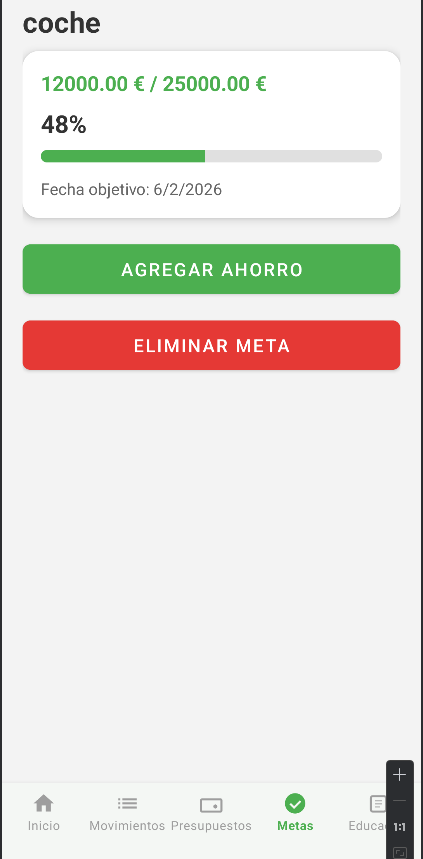 coche
12000.00 € / 25000.00 €
48%
Fecha objetivo: 6/2/2026
AGREGAR AHORRO
ELIMINAR META
Inicio Movimientos Presupuestos Metas Educa
1:1